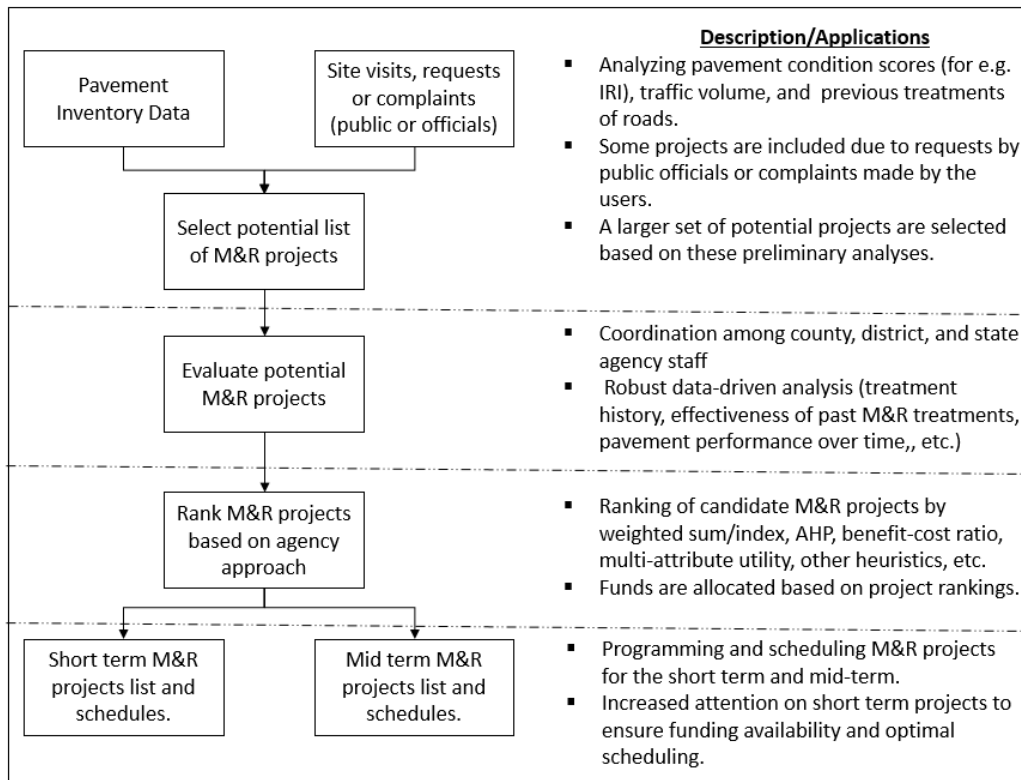 Pavement
Inventory Data
Site visits, requests
or complaints
(public or officials)
Select potential list
of M&R projects
Description/Applications
▪ Analyzing pavement condition scores (for e.g.
IRI), traffic volume, and previous treatments
of roads.
▪ Some projects are included due to requests by
public officials or complaints made by the
users.
▪ A larger set of potential projects are selected
based on these preliminary analyses.
Evaluate potential
M&R projects
▪ Coordination among county, district, and state
agency staff
▪ Robust data-driven analysis (treatment
history, effectiveness of past M&R treatments,
pavement performance over time,, etc.)
Rank M&R projects
based on agency
approach
▪ Ranking of candidate M&R projects by
weighted sum/index, AHP, benefit-cost ratio,
multi-attribute utility, other heuristics, etc.
▪ Funds are allocated based on project rankings.
Short term M&R
projects list and
schedules.
Mid term M&R
projects list and
schedules.
▪ Programming and scheduling M&R projects
for the short term and mid-term.
▪ Increased attention on short term projects to
ensure funding availability and optimal
scheduling.